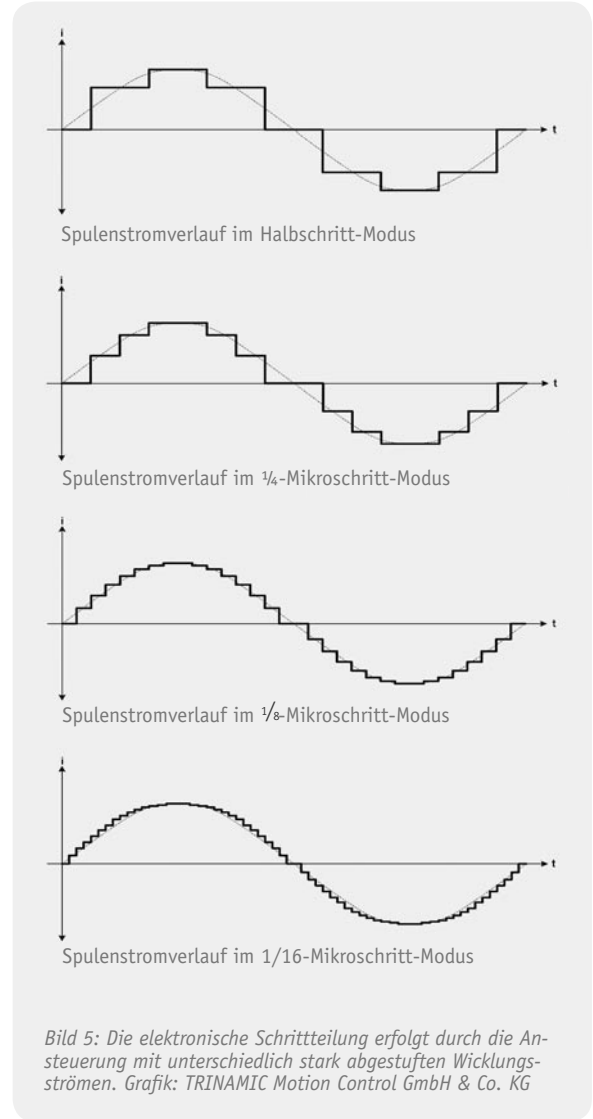 i
t
Spulenstromverlauf im Halbschritt-Modus
i
t
Spulenstromverlauf im ¼-Mikroschritt-Modus
i
t
Spulenstromverlauf im 1/8-Mikroschritt-Modus
i
t
Spulenstromverlauf im 1/16-Mikroschritt-Modus
Bild 5: Die elektronische Schrittteilung erfolgt durch die An-
steuerung mit unterschiedlich stark abgestuften Wicklungs-
strömen. Grafik: TRINAMIC Motion Control GmbH & Co. KG